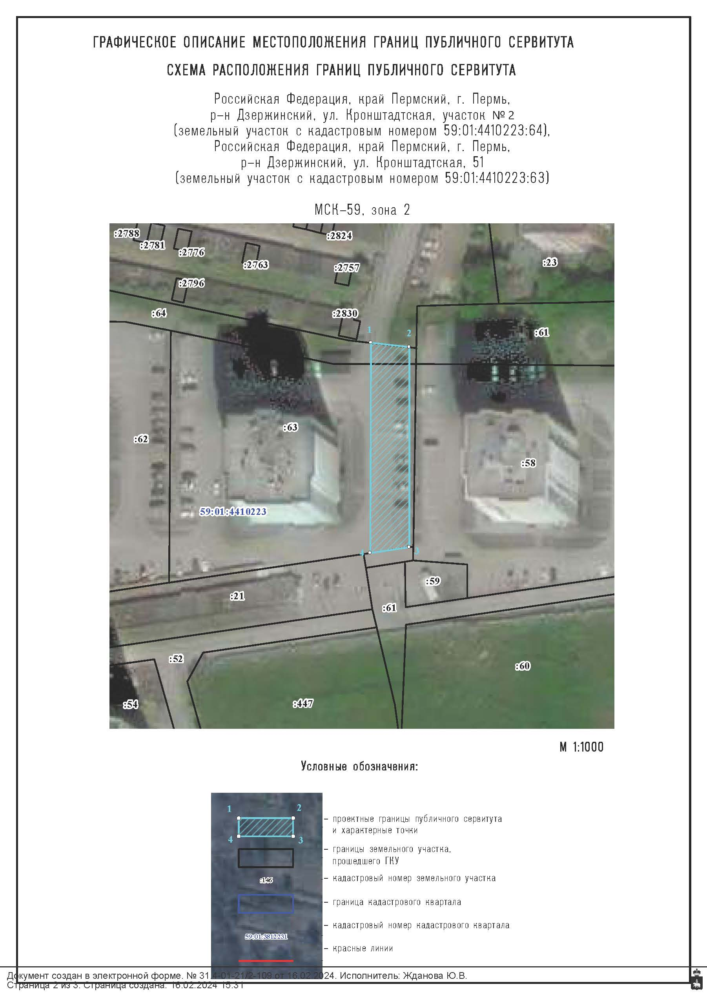 ГРАФИЧЕСКОЕ ОПИСАНИЕ МЕСТОПОЛОЖЕНИЯ ГРАНИЦ ПУБЛИЧНОГО СЕРВИТУТА
СХЕМА РАСПОЛОЖЕНИЯ ГРАНИЦ ПУБЛИЧНОГО СЕРВИТУТА
Российская Федерация, край Пермский, г. Пермь,
р-н Дзержинский, ул. Кронштадтская, участок № 2
(земельный участок с кадастровым номером 59:01:4410223:64),
Российская Федерация, край Пермский, г. Пермь,
р-н Дзержинский, ул. Кронштадтская, 51
(земельный участок с кадастровым номером 59:01:4410223:63)
МСК-59, зона 2
:2788
:2781
:2776
:2763
:2824
:2757
:23
:2796
:64
:2830
1
2
:61
:63
:62
:58
59:01:4410223
4
3
:59
:21
:61
:52
:60
:54
:447
М 1:1000
Условные обозначения:
1
2
4
3
– проектные границы публичного сервитута
и характерные точки
– границы земельного участка,
прошедшего ГКУ
:146
– кадастровый номер земельного участка
– граница кадастрового квартала
– кадастровый номер кадастрового квартала
59:01:3812231
– красные линии
Документ создан в электронной форме. № 31.4-01-21/2-109 от 16.02.2024. Исполнитель: Жданова Ю.В.
Страница 2 из 3. Страница создана: 16.02.2024 15:31